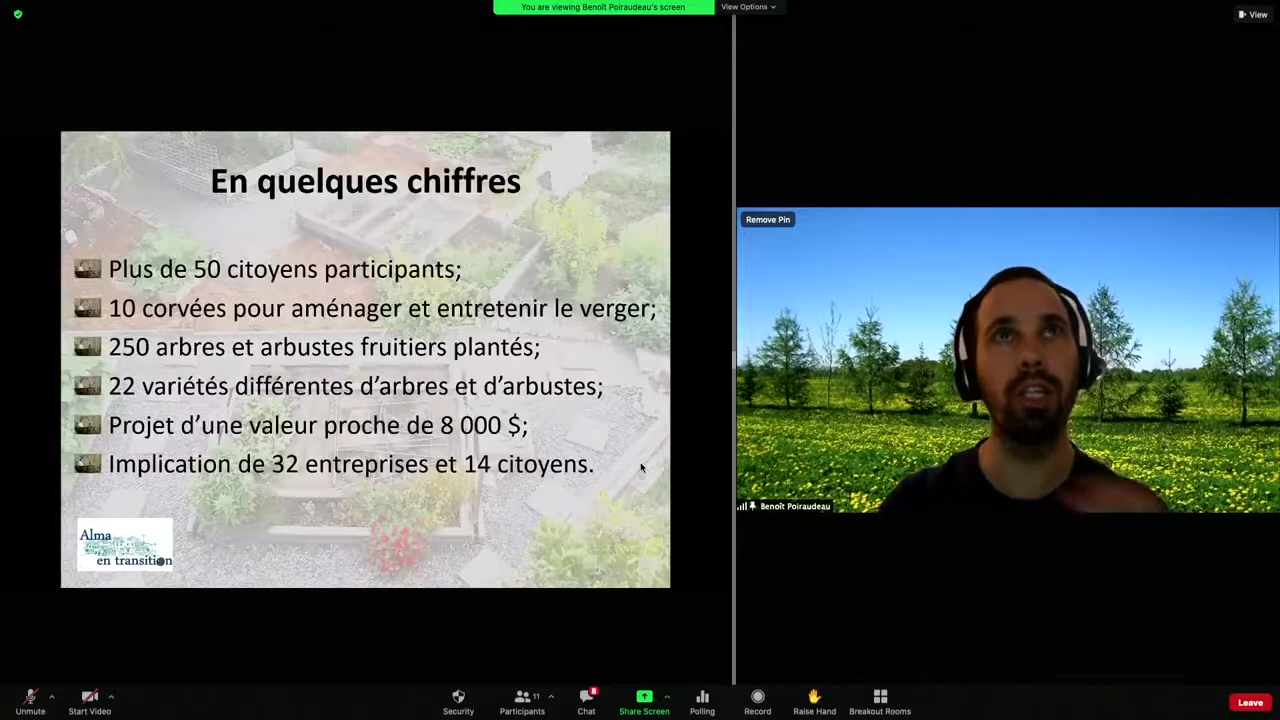 You are viewing Benoît Poiraudeau's screen
View Options
View
En quelques chiffres
Plus de 50 citoyens participants;
10 corvées pour aménager et entretenir le verger;
250 arbres et arbustes fruitiers plantés;
22 variétés différentes d'arbres et d'arbustes;
Projet d'une valeur proche de 8 000 $;
Implication de 32 entreprises et 14 citoyens.
Alma
en transition
Remove Pin
Benoît Poiraudeau
Unmute
Start Video
Security
Participants
11
Chat
8
Share Screen
Polling
Record
Raise Hand
Breakout Rooms
Leave